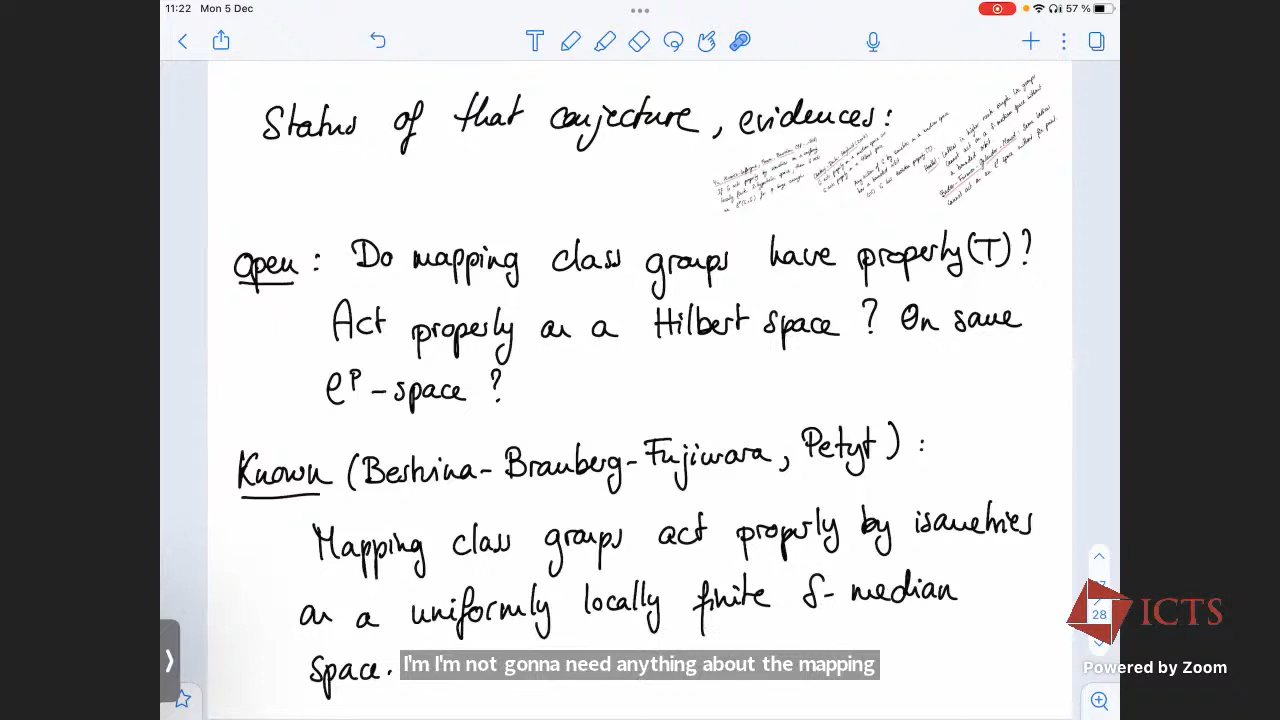 11:22 Mon 5 Dec
57 %
Status of that conjecture, evidences:
Open: Do mapping class groups have property (T)?
Act properly on a Hilbert space? On some
ℓᵖ-space?
Known (Bestvina-Bromberg-Fujiwara, Petyt):
Mapping class groups act properly by isometries
on a uniformly locally finite δ-median
space.
I'm I'm not gonna need anything about the mapping
28
ICTS
Powered by Zoom